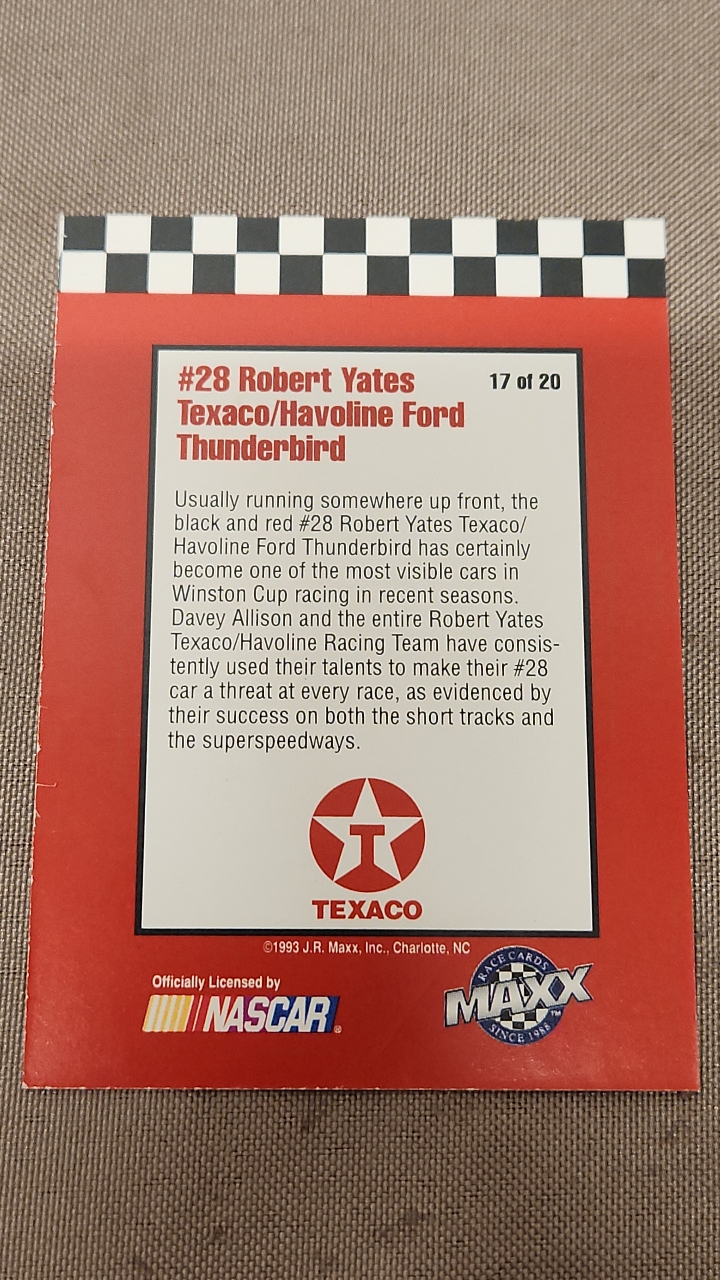 #28 Robert Yates
17 of 20
Texaco/Havoline Ford
Thunderbird
Usually running somewhere up front, the
black and red #28 Robert Yates Texaco/
Havoline Ford Thunderbird has certainly
become one of the most visible cars in
Winston Cup racing in recent seasons.
Davey Allison and the entire Robert Yates
Texaco/Havoline Racing Team have consis-
tently used their talents to make their #28
car a threat at every race, as evidenced by
their success on both the short tracks and
the superspeedways.
T
TEXACO
©1993 J.R. Maxx, Inc., Charlotte, NC
Officially Licensed by
NASCAR®
RACE CARDS
MAXX™
SINCE 1988